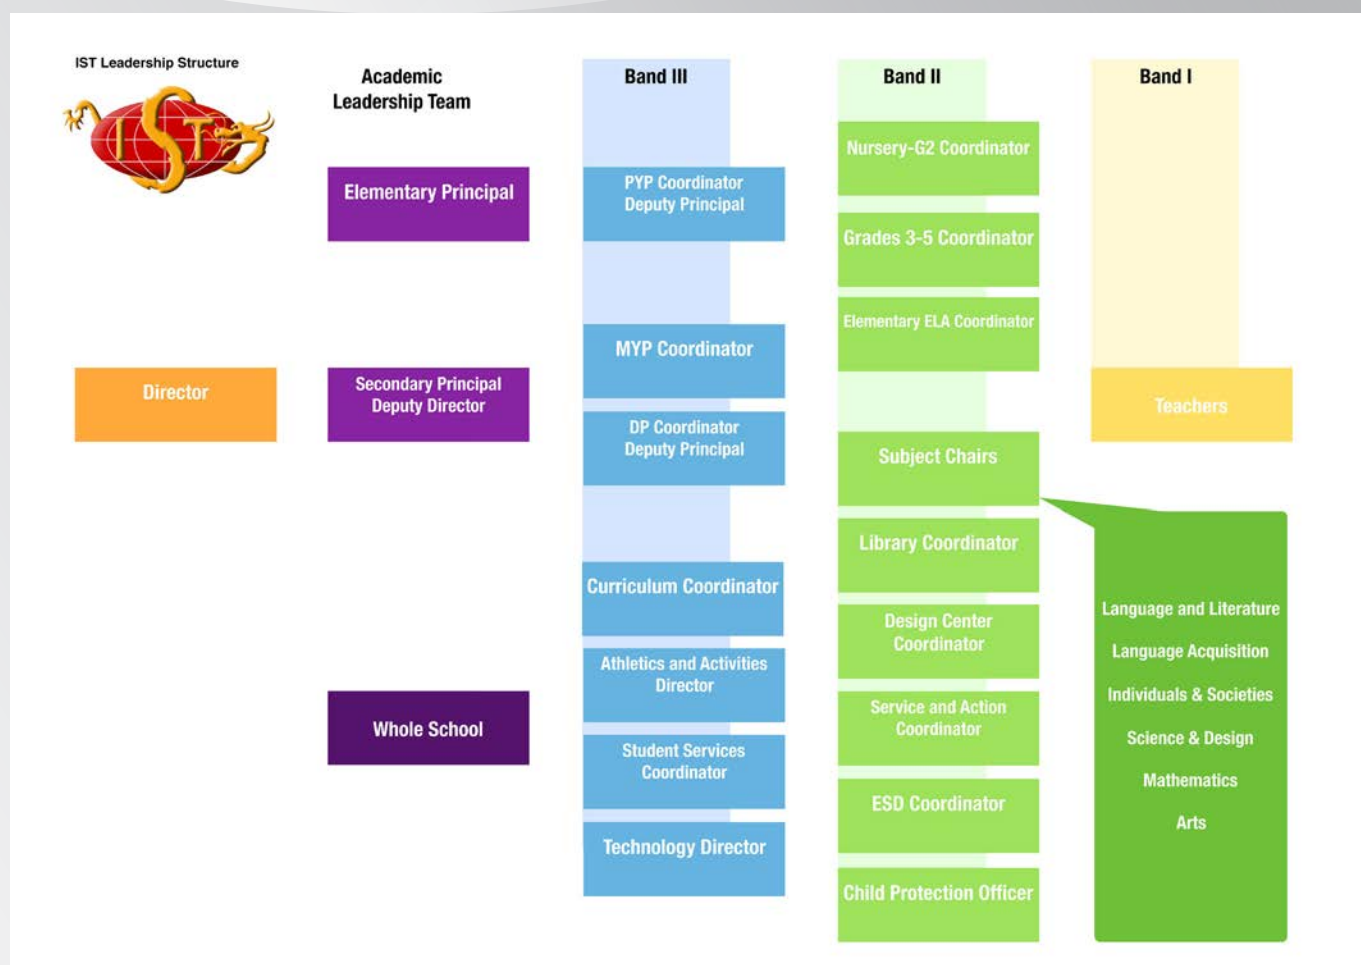 IST Leadership Structure
IST
Academic
Leadership Team
Band III
Band II
Band I
Elementary Principal
PYP Coordinator
Deputy Principal
Nursery-G2 Coordinator
Grades 3-5 Coordinator
Elementary ELA Coordinator
Director
Secondary Principal
Deputy Director
MYP Coordinator
DP Coordinator
Deputy Principal
Subject Chairs
Teachers
Library Coordinator
Curriculum Coordinator
Design Center
Coordinator
Athletics and Activities
Director
Whole School
Service and Action
Coordinator
Student Services
Coordinator
ESD Coordinator
Technology Director
Child Protection Officer
Language and Literature
Language Acquisition
Individuals & Societies
Science & Design
Mathematics
Arts